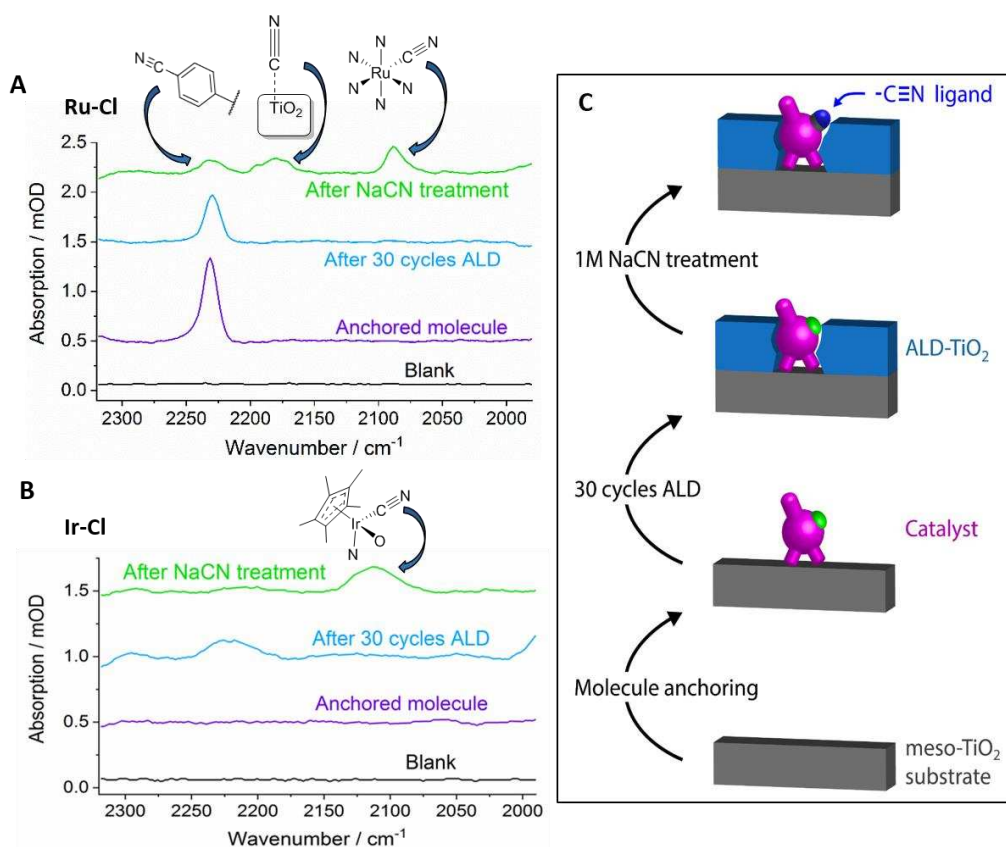 A
Ru-Cl
N
C
C
N
TiO2
N
N
N
N
N
Ru
C
N
2.5
2.0
1.5
1.0
0.5
0.0
Absorption / mOD
After NaCN treatment
After 30 cycles ALD
Anchored molecule
Blank
2300 2250 2200 2150 2100 2050 2000
Wavenumber / cm-1
B
Ir-Cl
Ir
C
N
O
N
1.5
1.0
0.5
0.0
Absorption / mOD
After NaCN treatment
After 30 cycles ALD
Anchored molecule
Blank
2300 2250 2200 2150 2100 2050 2000
Wavenumber / cm-1
C
-C≡N ligand
1M NaCN treatment
ALD-TiO2
30 cycles ALD
Catalyst
Molecule anchoring
meso-TiO2
substrate